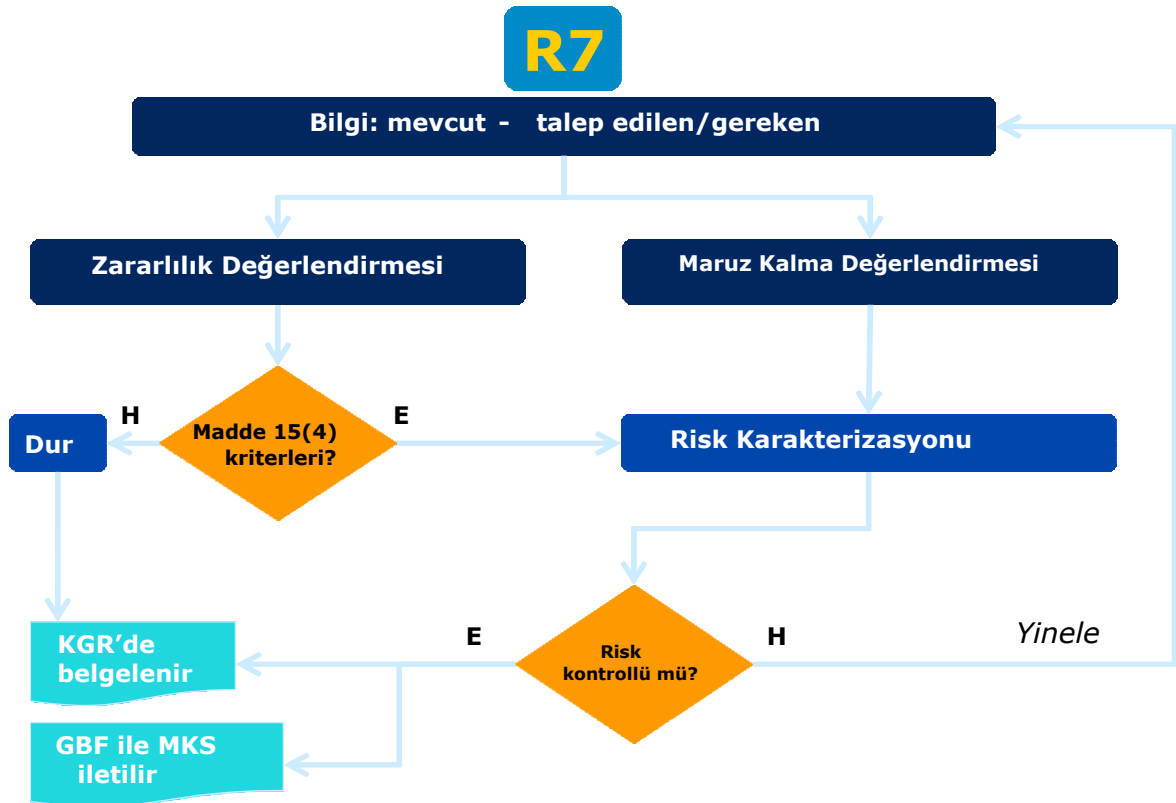 R7
Bilgi: mevcut - talep edilen/gereken
Zararlılık Değerlendirmesi
Maruz Kalma Değerlendirmesi
H
E
Dur
Madde 15(4)
kriterleri?
Risk Karakterizasyonu
KGR’de
belgelenir
E
Risk
kontrollü mü?
H
Yinele
GBF ile MKS
iletilir